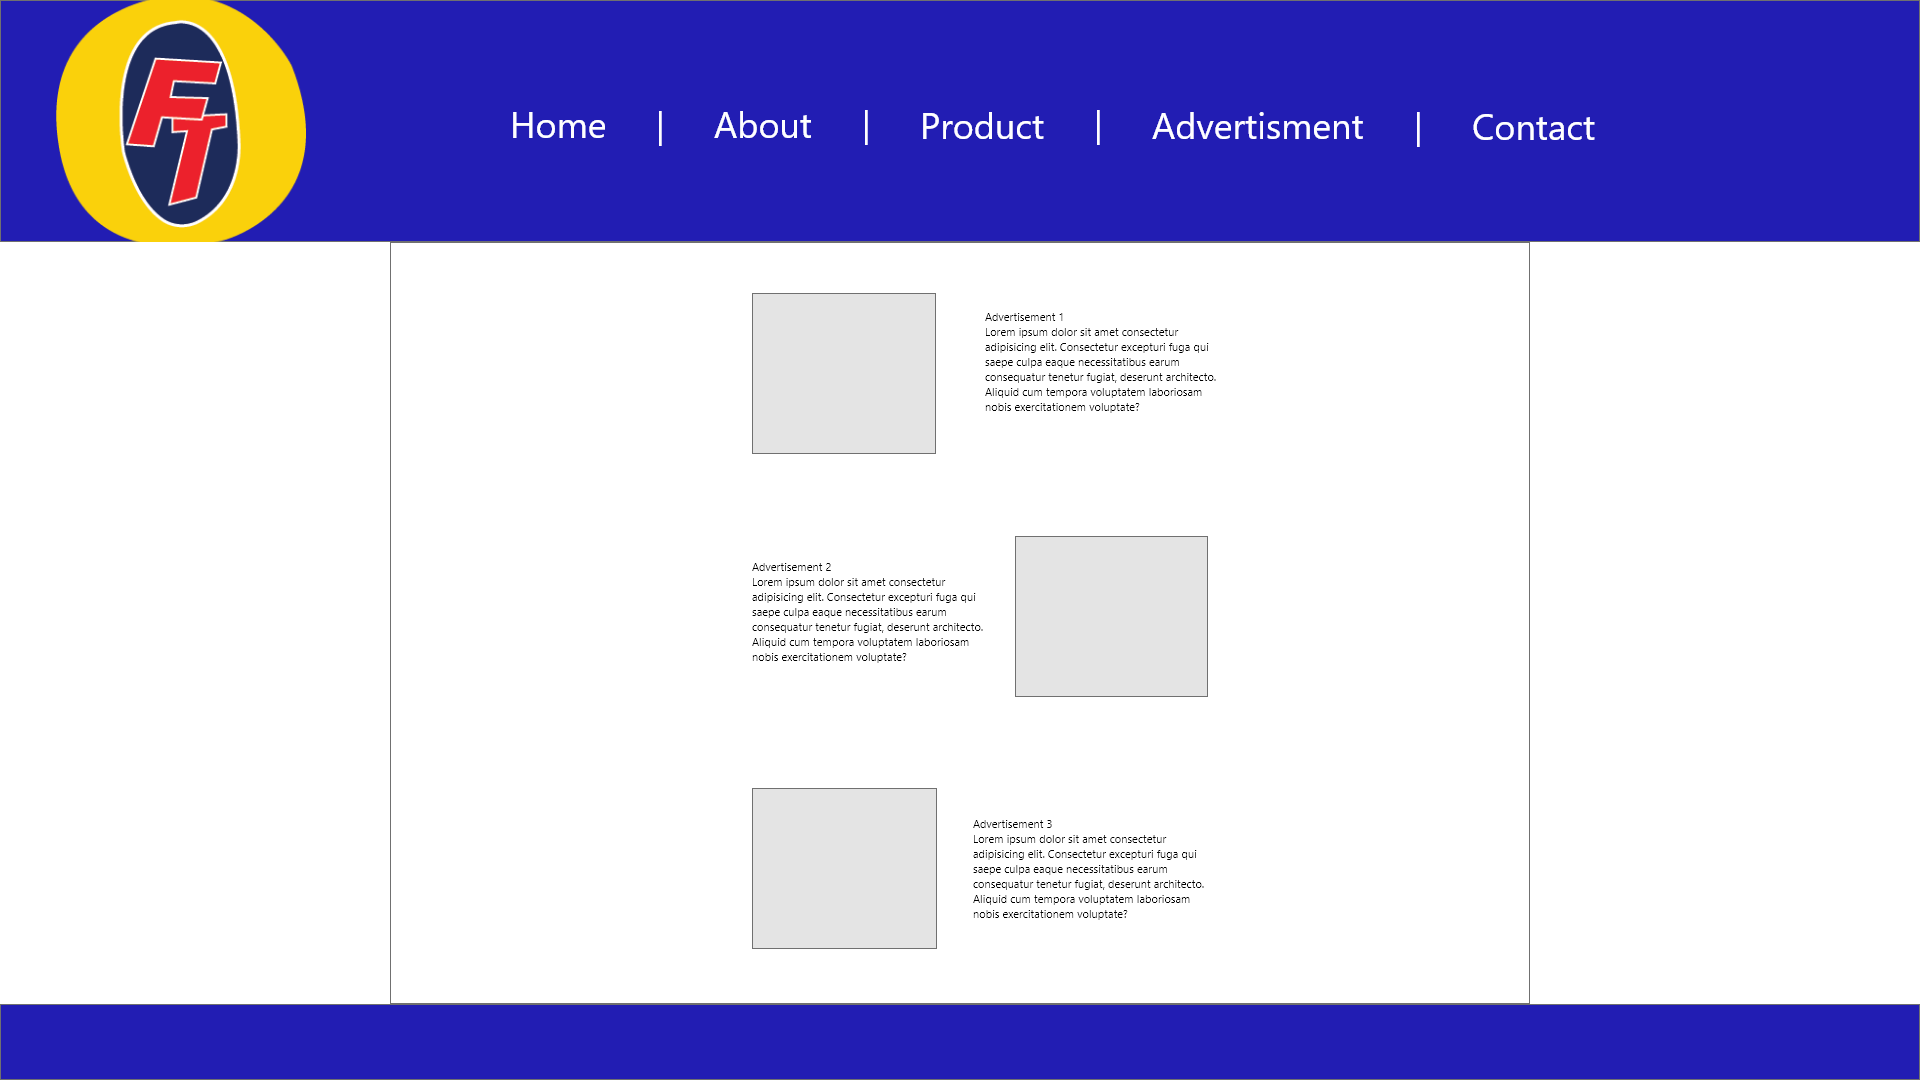 FT
Home | About | Product | Advertisment | Contact
Advertisement 1
Lorem ipsum dolor sit amet consectetur
adipisicing elit. Consectetur excepturi fuga qui
saepe culpa eaque necessitatibus earum
consequatur tenetur fugiat, deserunt architecto.
Aliquid cum tempora voluptatem laboriosam
nobis exercitationem voluptate?
Advertisement 2
Lorem ipsum dolor sit amet consectetur
adipisicing elit. Consectetur excepturi fuga qui
saepe culpa eaque necessitatibus earum
consequatur tenetur fugiat, deserunt architecto.
Aliquid cum tempora voluptatem laboriosam
nobis exercitationem voluptate?
Advertisement 3
Lorem ipsum dolor sit amet consectetur
adipisicing elit. Consectetur excepturi fuga qui
saepe culpa eaque necessitatibus earum
consequatur tenetur fugiat, deserunt architecto.
Aliquid cum tempora voluptatem laboriosam
nobis exercitationem voluptate?